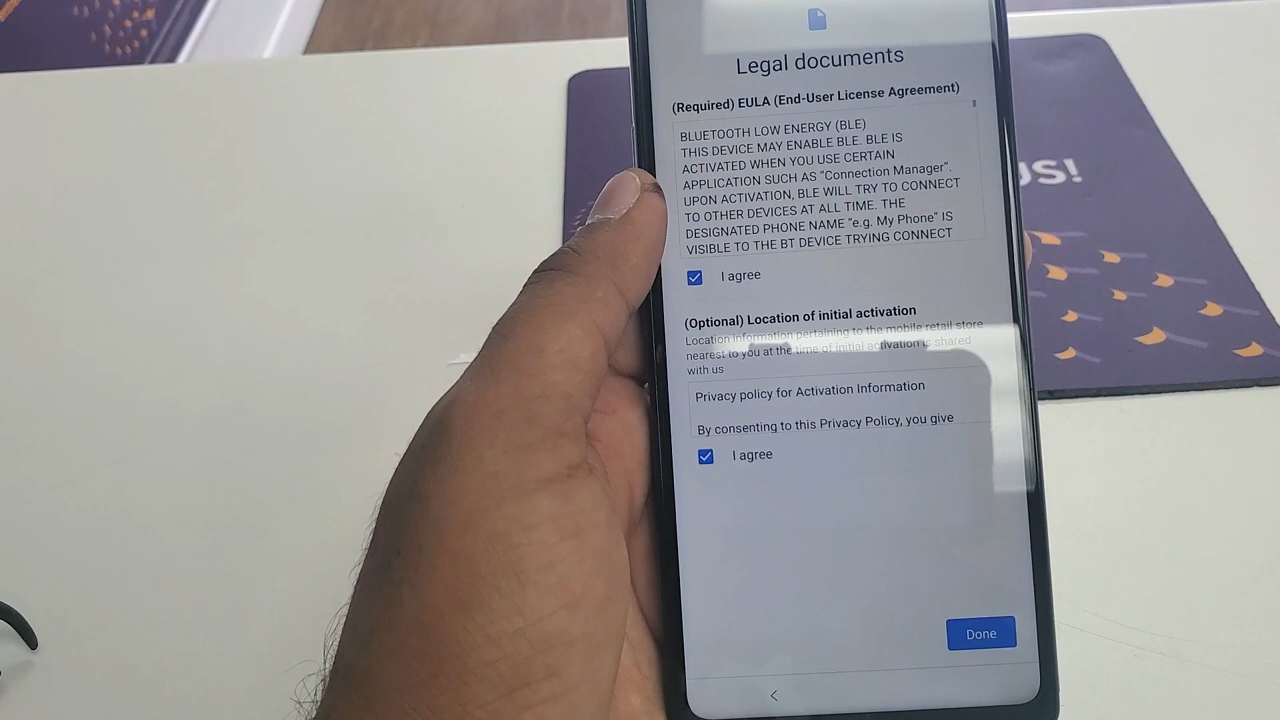 Legal documents
(Required) EULA (End-User License Agreement)
BLUETOOTH LOW ENERGY (BLE)
THIS DEVICE MAY ENABLE BLE. BLE IS
ACTIVATED WHEN YOU USE CERTAIN
APPLICATION SUCH AS “Connection Manager”.
UPON ACTIVATION, BLE WILL TRY TO CONNECT
TO OTHER DEVICES AT ALL TIME. THE
DESIGNATED PHONE NAME “e.g. My Phone” IS
VISIBLE TO THE BT DEVICE TRYING CONNECT
I agree
(Optional) Location of initial activation
Location Information pertaining to the mobile retail store
nearest to you at the time of initial activation is shared
with us
Privacy policy for Activation Information
By consenting to this Privacy Policy, you give
I agree
Done
US!